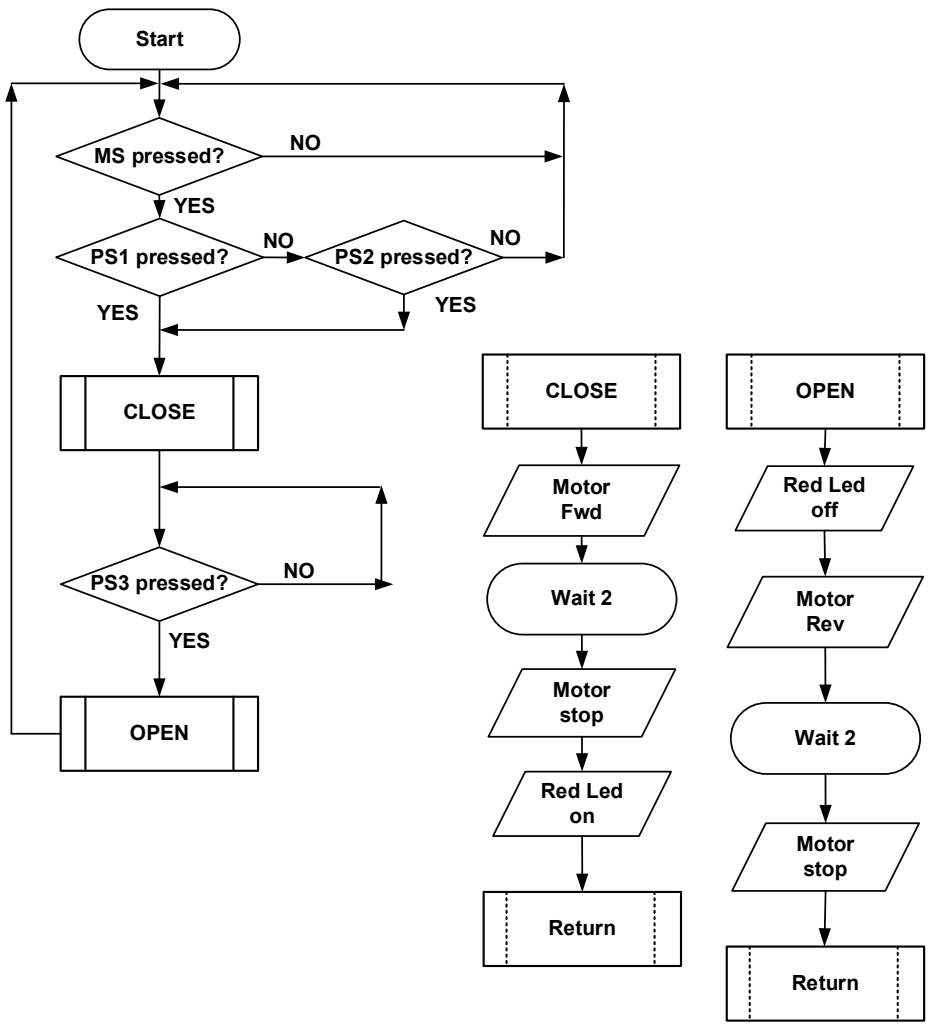 Start
MS pressed?
NO
YES
PS1 pressed?
NO
PS2 pressed?
NO
YES
YES
CLOSE
PS3 pressed?
NO
YES
OPEN
CLOSE
Motor
Fwd
Wait 2
Motor
stop
Red Led
on
Return
OPEN
Red Led
off
Motor
Rev
Wait 2
Motor
stop
Return